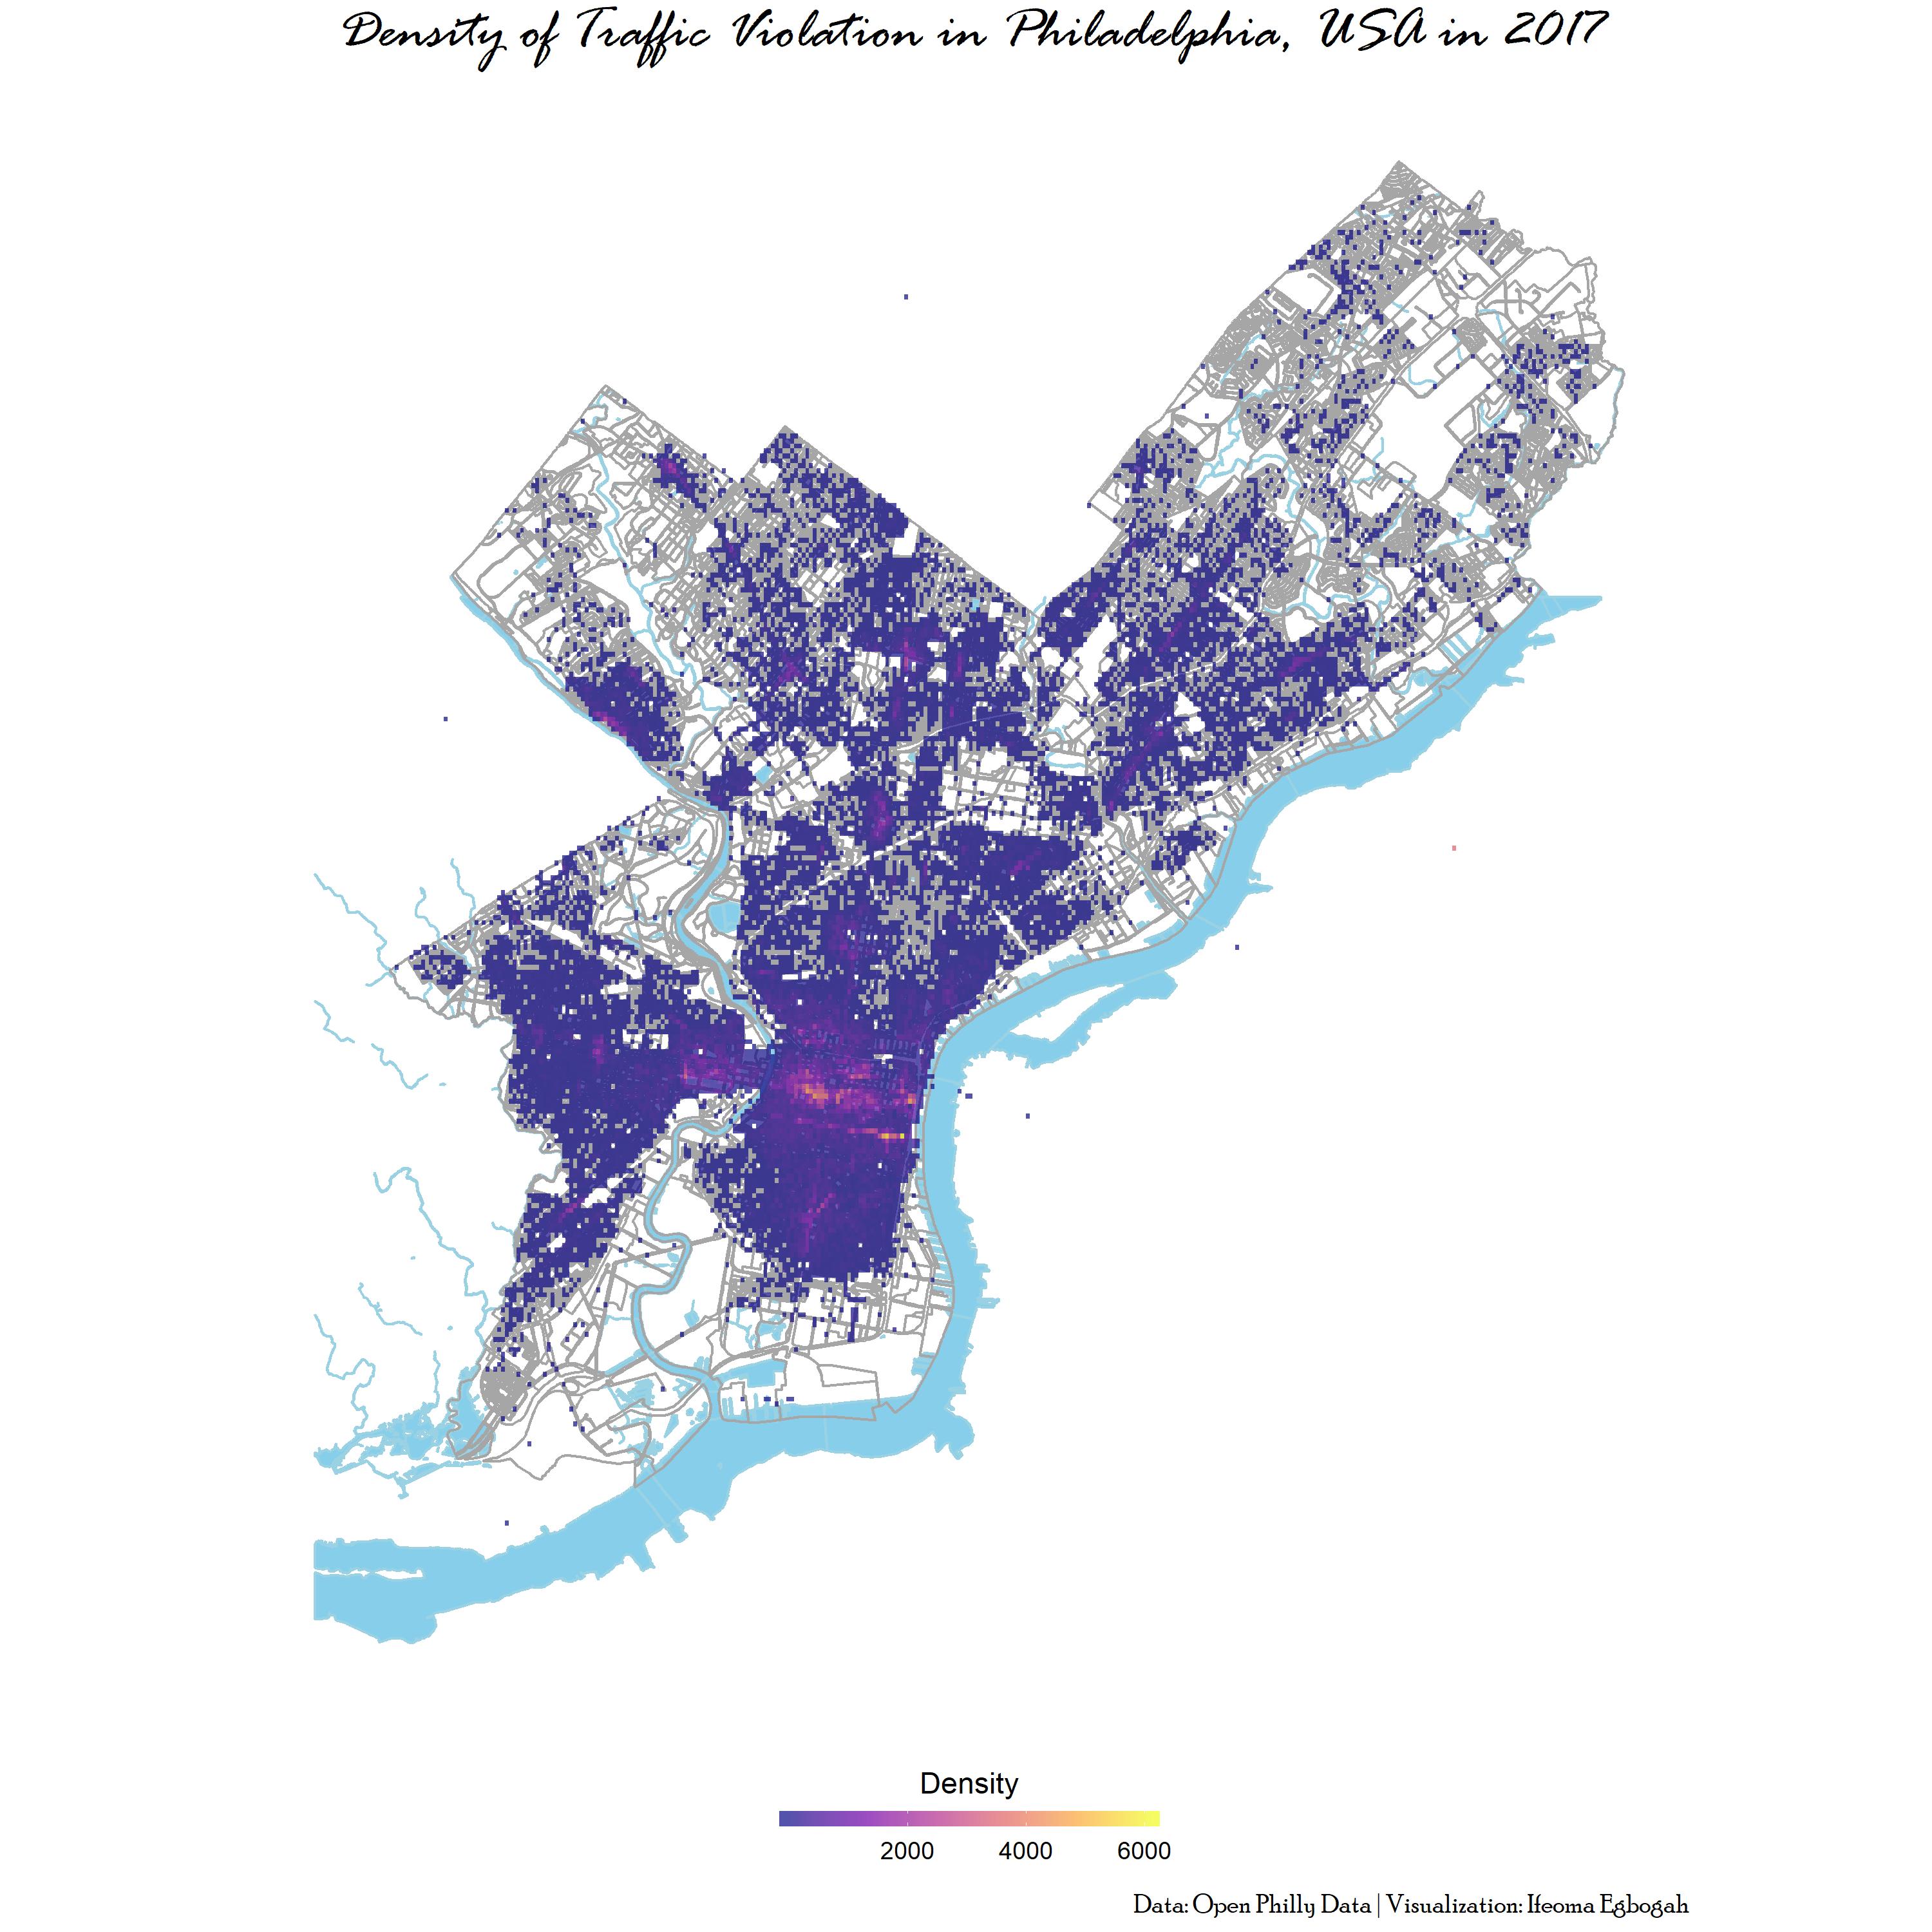 Density of Traffic Violation in Philadelphia, USA in 2017
Density
2000 4000 6000
Data: Open Philly Data | Visualization: Ifeoma Egbogah